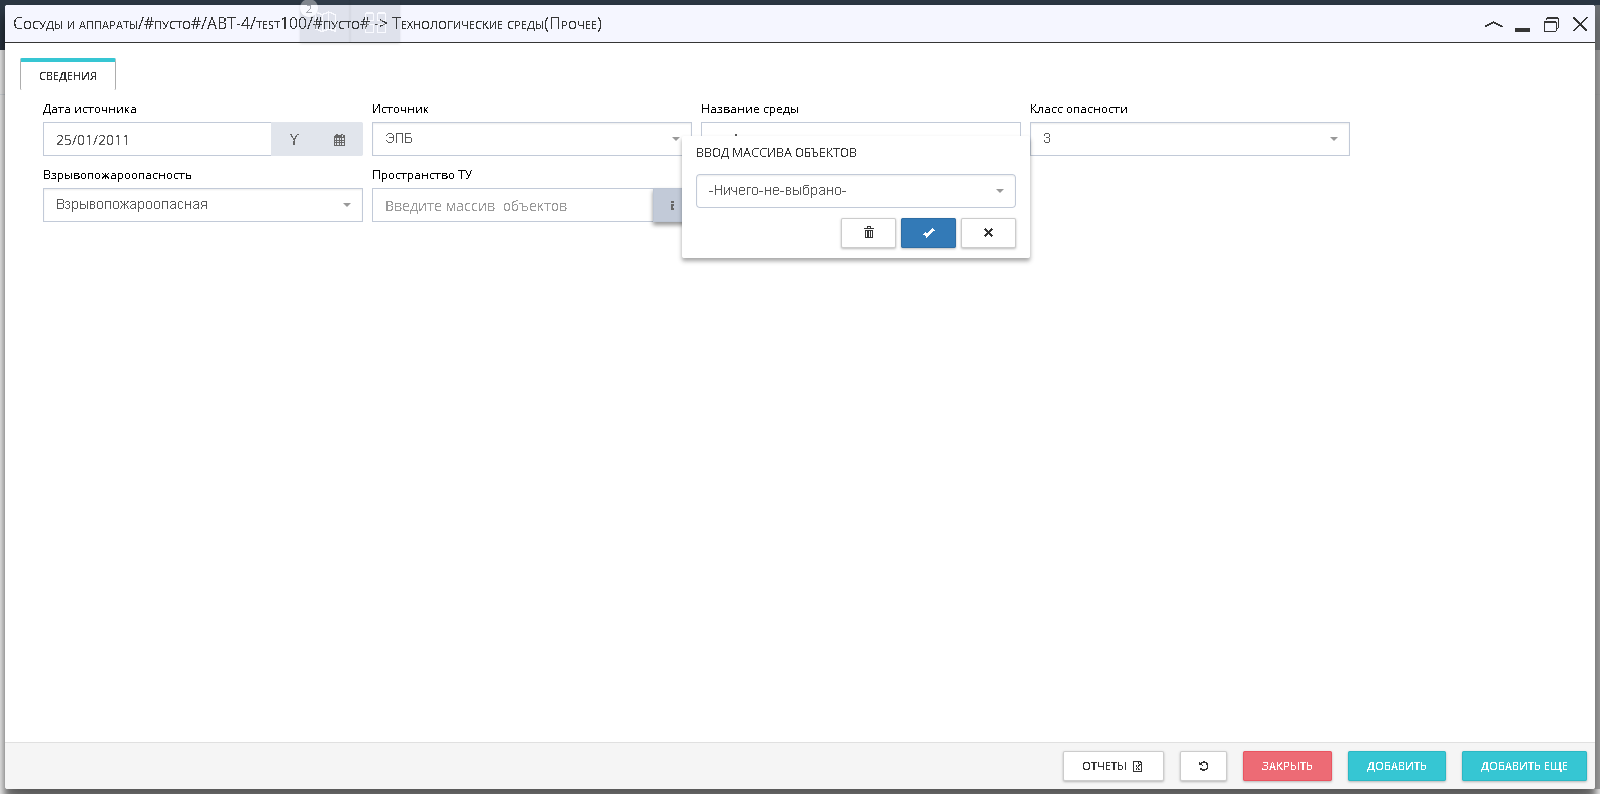 2
Сосуды и аппараты/#пусто#/АВТ-4/test100/#пусто# -> Технологические среды(Прочее)
СВЕДЕНИЯ
Дата источника
Источник
Название среды
Класс опасности
25/01/2011
ЭПБ
3
Взрывопожароопасность
Пространство ТУ
Взрывопожароопасная
Введите массив объектов
ВВОД МАССИВА ОБЪЕКТОВ
-Ничего-не-выбрано-
ОТЧЕТЫ
ЗАКРЫТЬ
ДОБАВИТЬ
ДОБАВИТЬ ЕЩЕ